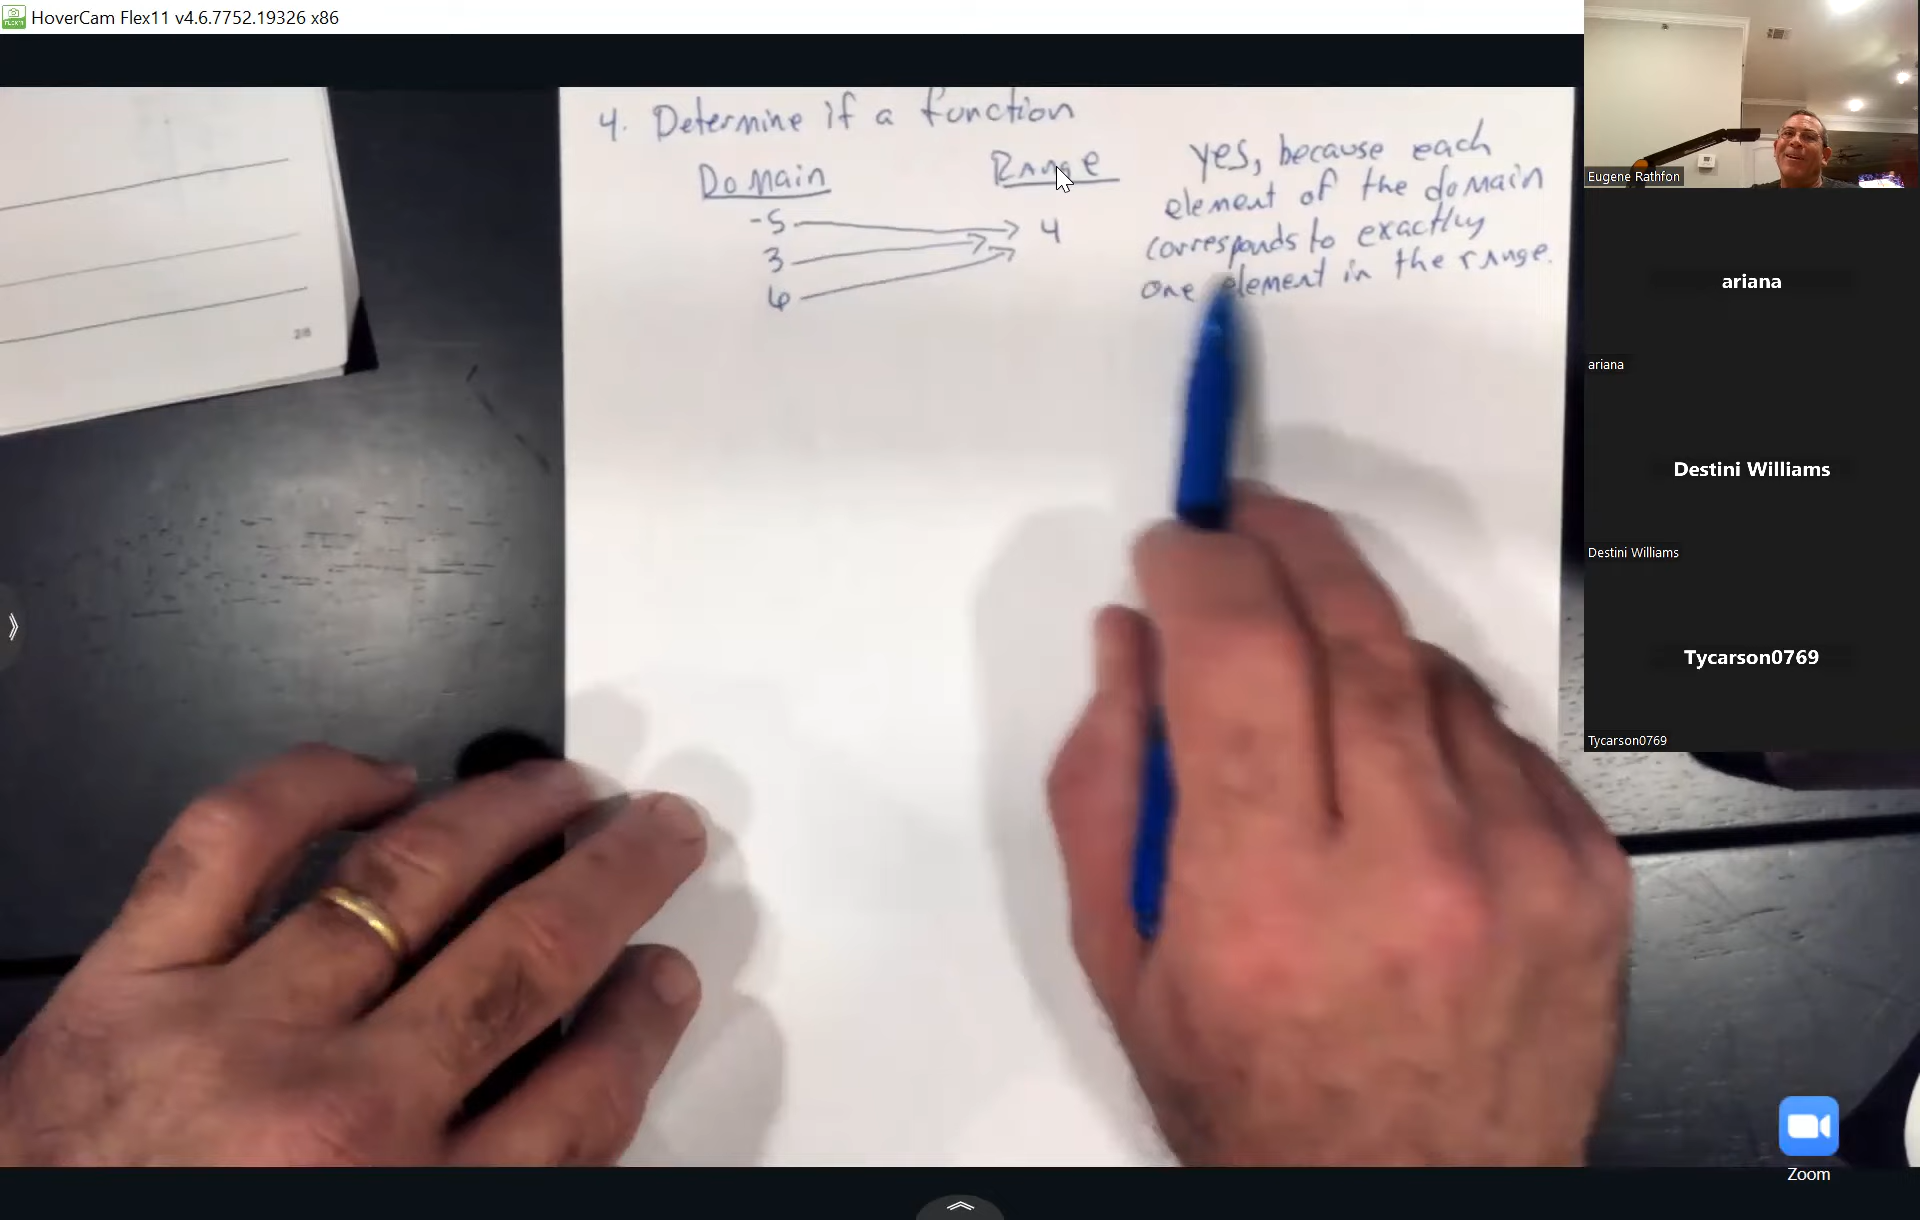 HoverCam Flex11 v4.6.7752.19326 x86
4. Determine if a function
Domain
Range
-5
3
6
4
yes, because each
element of the domain
corresponds to exactly
one element in the range.
28
Eugene Rathfon
ariana
ariana
Destini Williams
Destini Williams
Tycarson0769
Tycarson0769
Zoom